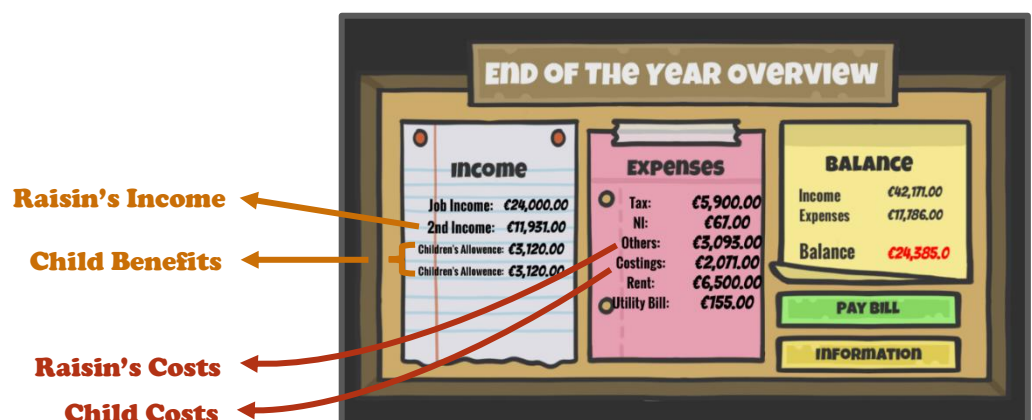 END OF THE YEAR OVERVIEW
Raisin's Income
Child Benefits
Raisin's Costs
Child Costs
INCOME
Job Income: €24,000.00
2nd Income: €11,931.00
Children's Allowence: €3,120.00
Children's Allowence: €3,120.00
EXPENSES
Tax: €5,900.00
NI: €67.00
Others: €3,093.00
Costings: €2,071.00
Rent: €6,500.00
Utility Bill: €155.00
BALANCE
Income €42,171.00
Expenses €17,786.00
Balance €24,385.0
PAY BILL
INFORMATION